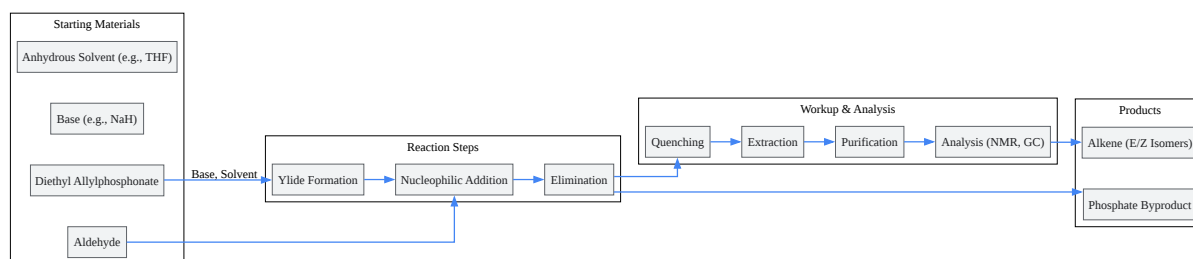 Starting Materials
Anhydrous Solvent (e.g., THF)
Base (e.g., NaH)
Diethyl Allylphosphonate
Aldehyde
Base, Solvent
Reaction Steps
Ylide Formation
Nucleophilic Addition
Elimination
Workup & Analysis
Quenching
Extraction
Purification
Analysis (NMR, GC)
Products
Alkene (E/Z Isomers)
Phosphate Byproduct